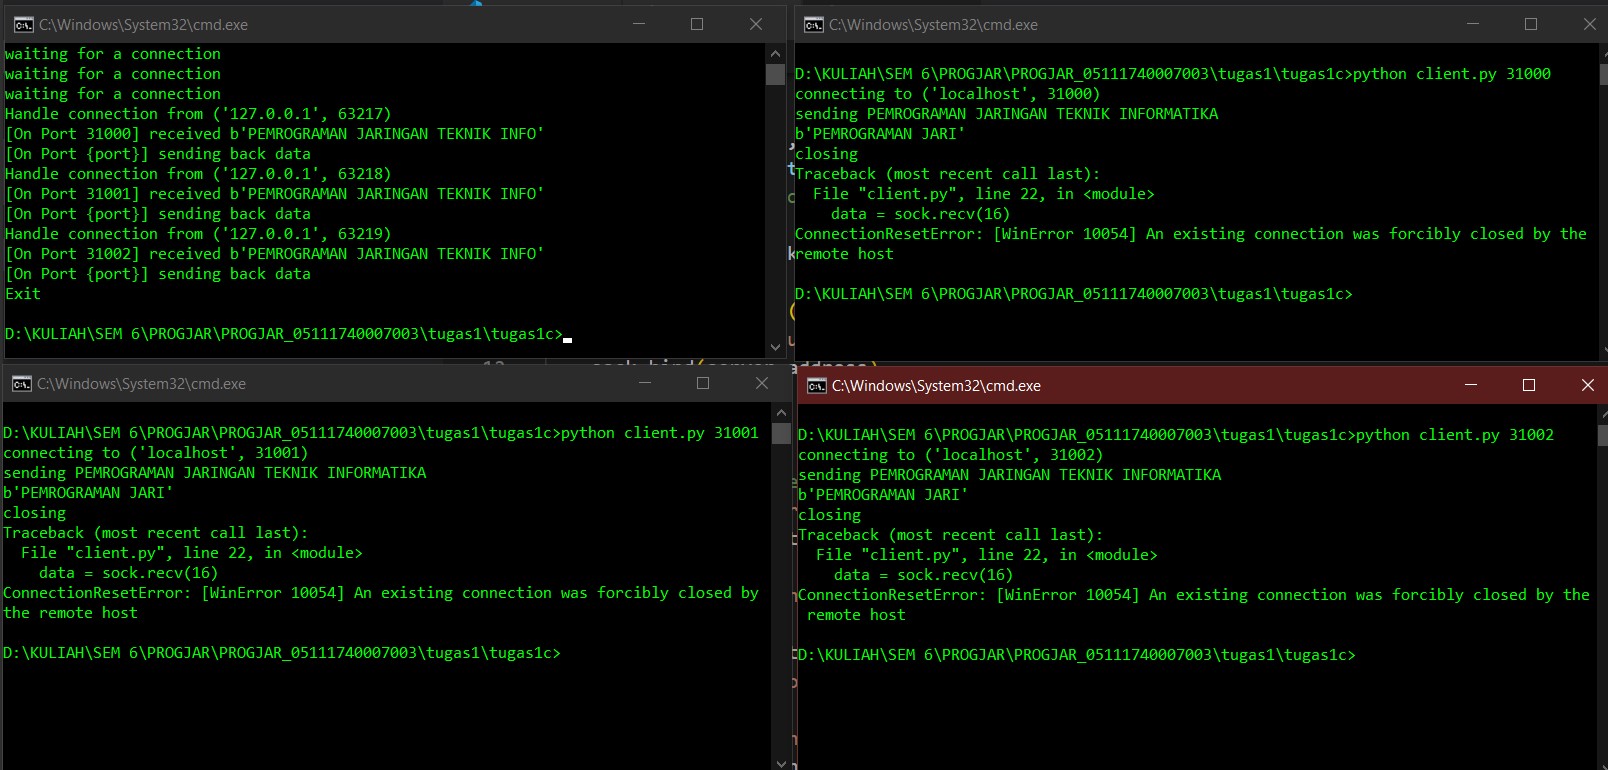 C:\Windows\System32\cmd.exe
waiting for a connection
waiting for a connection
waiting for a connection
Handle connection from ('127.0.0.1', 63217)
[On Port 31000] received b'PEMROGRAMAN JARINGAN TEKNIK INFO'
[On Port {port}] sending back data
Handle connection from ('127.0.0.1', 63218)
[On Port 31001] received b'PEMROGRAMAN JARINGAN TEKNIK INFO'
[On Port {port}] sending back data
Handle connection from ('127.0.0.1', 63219)
[On Port 31002] received b'PEMROGRAMAN JARINGAN TEKNIK INFO'
[On Port {port}] sending back data
Exit
D:\KULIAH\SEM 6\PROGJAR\PROGJAR_05111740007003\tugas1\tugas1c>
C:\Windows\System32\cmd.exe
D:\KULIAH\SEM 6\PROGJAR\PROGJAR_05111740007003\tugas1\tugas1c>python client.py 31000
connecting to ('localhost', 31000)
sending PEMROGRAMAN JARINGAN TEKNIK INFORMATIKA
b'PEMROGRAMAN JARI'
closing
Traceback (most recent call last):
  File "client.py", line 22, in <module>
    data = sock.recv(16)
ConnectionResetError: [WinError 10054] An existing connection was forcibly closed by the
remote host
D:\KULIAH\SEM 6\PROGJAR\PROGJAR_05111740007003\tugas1\tugas1c>
C:\Windows\System32\cmd.exe
D:\KULIAH\SEM 6\PROGJAR\PROGJAR_05111740007003\tugas1\tugas1c>python client.py 31001
connecting to ('localhost', 31001)
sending PEMROGRAMAN JARINGAN TEKNIK INFORMATIKA
b'PEMROGRAMAN JARI'
closing
Traceback (most recent call last):
  File "client.py", line 22, in <module>
    data = sock.recv(16)
ConnectionResetError: [WinError 10054] An existing connection was forcibly closed by
the remote host
D:\KULIAH\SEM 6\PROGJAR\PROGJAR_05111740007003\tugas1\tugas1c>
C:\Windows\System32\cmd.exe
D:\KULIAH\SEM 6\PROGJAR\PROGJAR_05111740007003\tugas1\tugas1c>python client.py 31002
connecting to ('localhost', 31002)
sending PEMROGRAMAN JARINGAN TEKNIK INFORMATIKA
b'PEMROGRAMAN JARI'
closing
Traceback (most recent call last):
  File "client.py", line 22, in <module>
    data = sock.recv(16)
ConnectionResetError: [WinError 10054] An existing connection was forcibly closed by the
 remote host
D:\KULIAH\SEM 6\PROGJAR\PROGJAR_05111740007003\tugas1\tugas1c>